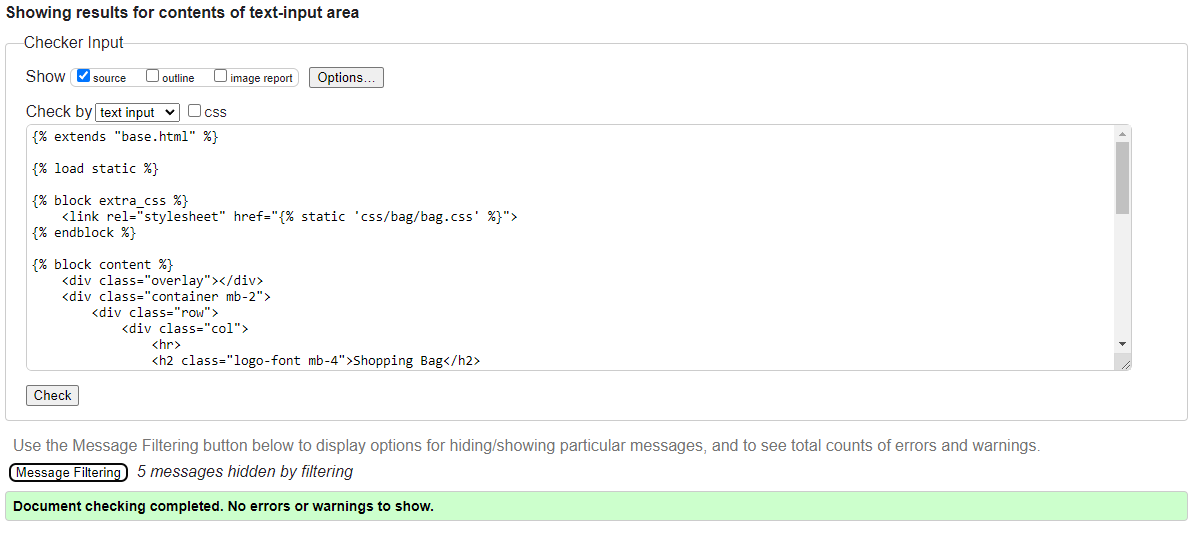 Showing results for contents of text-input area
Checker Input
Show source outline image report Options...
Check by text input css
{% extends "base.html" %}
{% load static %}
{% block extra_css %}
<link rel="stylesheet" href="{% static 'css/bag/bag.css' %}">
{% endblock %}
{% block content %}
<div class="overlay"></div>
<div class="container mb-2">
<div class="row">
<div class="col">
<hr>
<h2 class="logo-font mb-4">Shopping Bag</h2>
Check
Use the Message Filtering button below to display options for hiding/showing particular messages, and to see total counts of errors and warnings.
Message Filtering 5 messages hidden by filtering
Document checking completed. No errors or warnings to show.